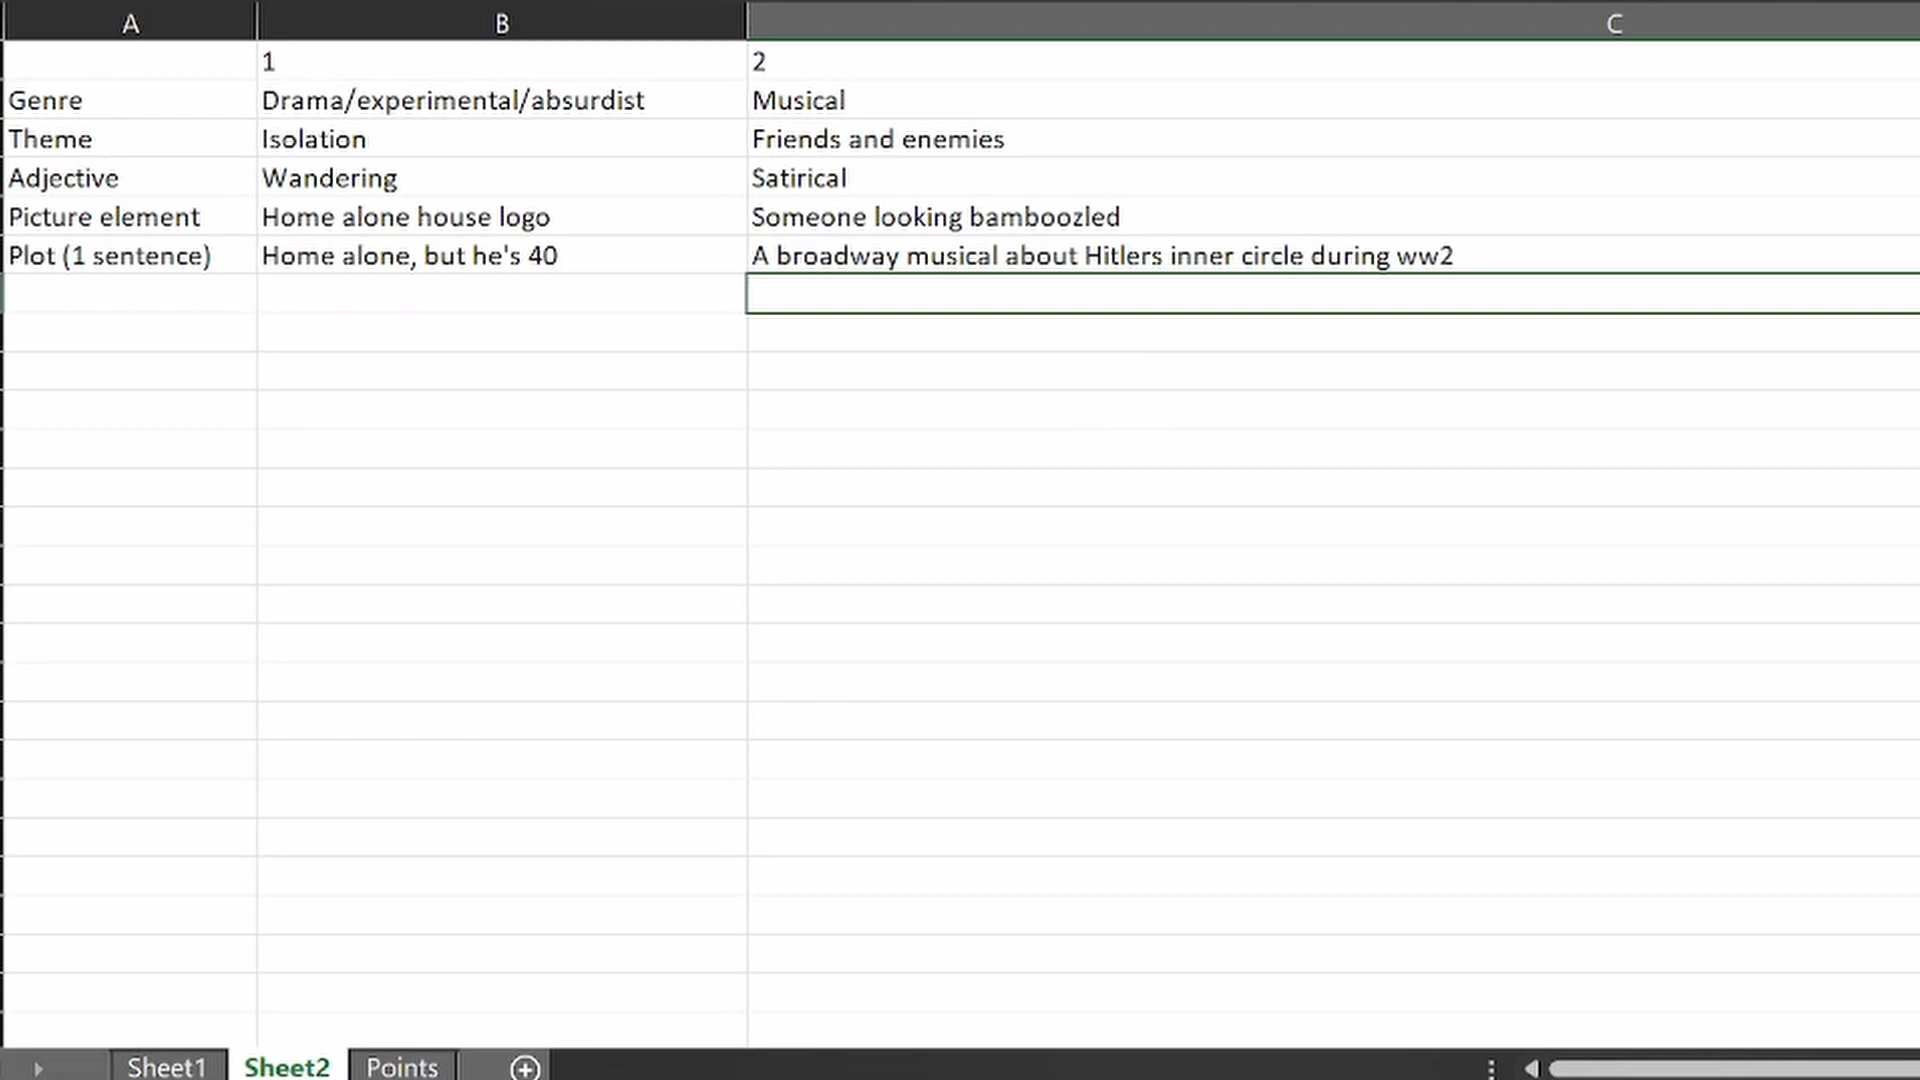 A B C
1 2
Genre Drama/experimental/absurdist Musical
Theme Isolation Friends and enemies
Adjective Wandering Satirical
Picture element Home alone house logo Someone looking bamboozled
Plot (1 sentence) Home alone, but he's 40 A broadway musical about Hitlers inner circle during ww2
Sheet1 Sheet2 Points